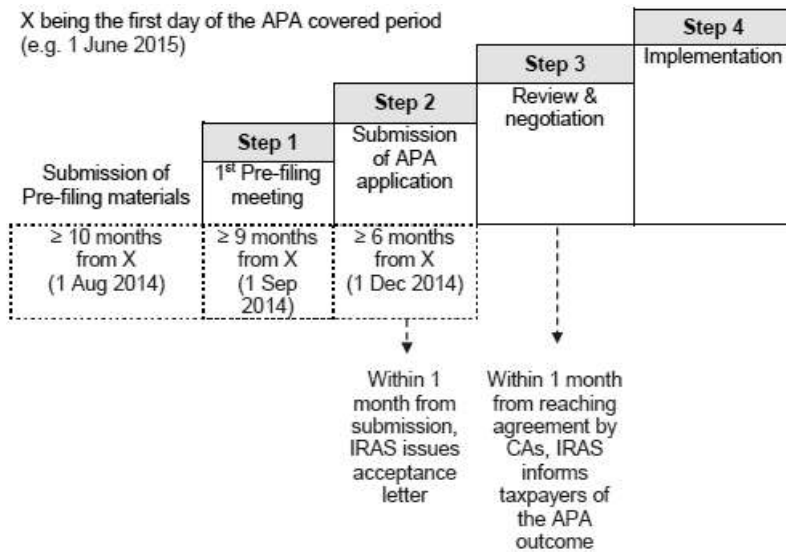 X being the first day of the APA covered period
(e.g. 1 June 2015)
Submission of
Pre-filing materials
≥ 10 months
from X
(1 Aug 2014)
Step 1
1st Pre-filing
meeting
≥ 9 months
from X
(1 Sep
2014)
Step 2
Submission
of APA
application
≥ 6 months
from X
(1 Dec 2014)
Within 1
month from
submission,
IRAS issues
acceptance
letter
Step 3
Review &
negotiation
Within 1 month
from reaching
agreement by
CAs, IRAS
informs
taxpayers of
the APA
outcome
Step 4
Implementation